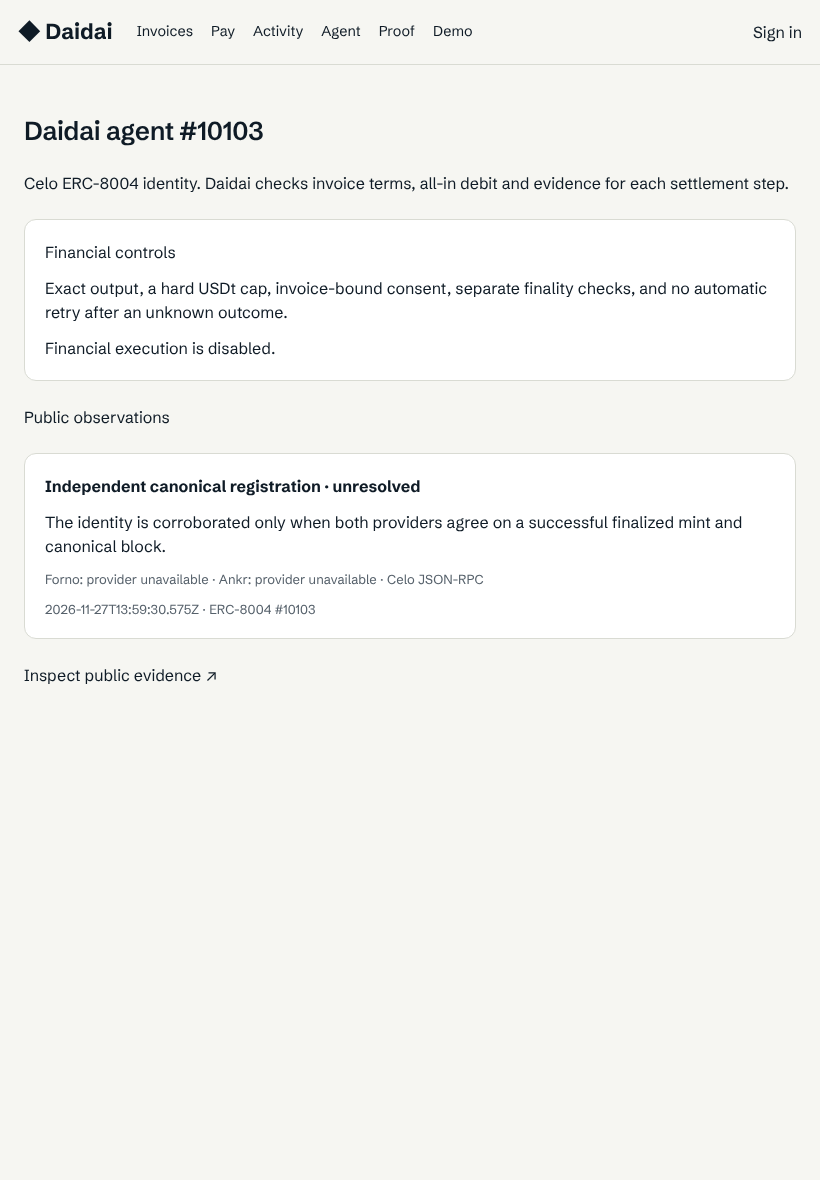 Daidai
Invoices
Pay
Activity
Agent
Proof
Demo
Sign in
Daidai agent #10103
Celo ERC-8004 identity. Daidai checks invoice terms, all-in debit and evidence for each settlement step.
Financial controls
Exact output, a hard USDt cap, invoice-bound consent, separate finality checks, and no automatic
retry after an unknown outcome.
Financial execution is disabled.
Public observations
Independent canonical registration · unresolved
The identity is corroborated only when both providers agree on a successful finalized mint and
canonical block.
Forno: provider unavailable · Ankr: provider unavailable · Celo JSON-RPC
2026-11-27T13:59:30.575Z · ERC-8004 #10103
Inspect public evidence ↗